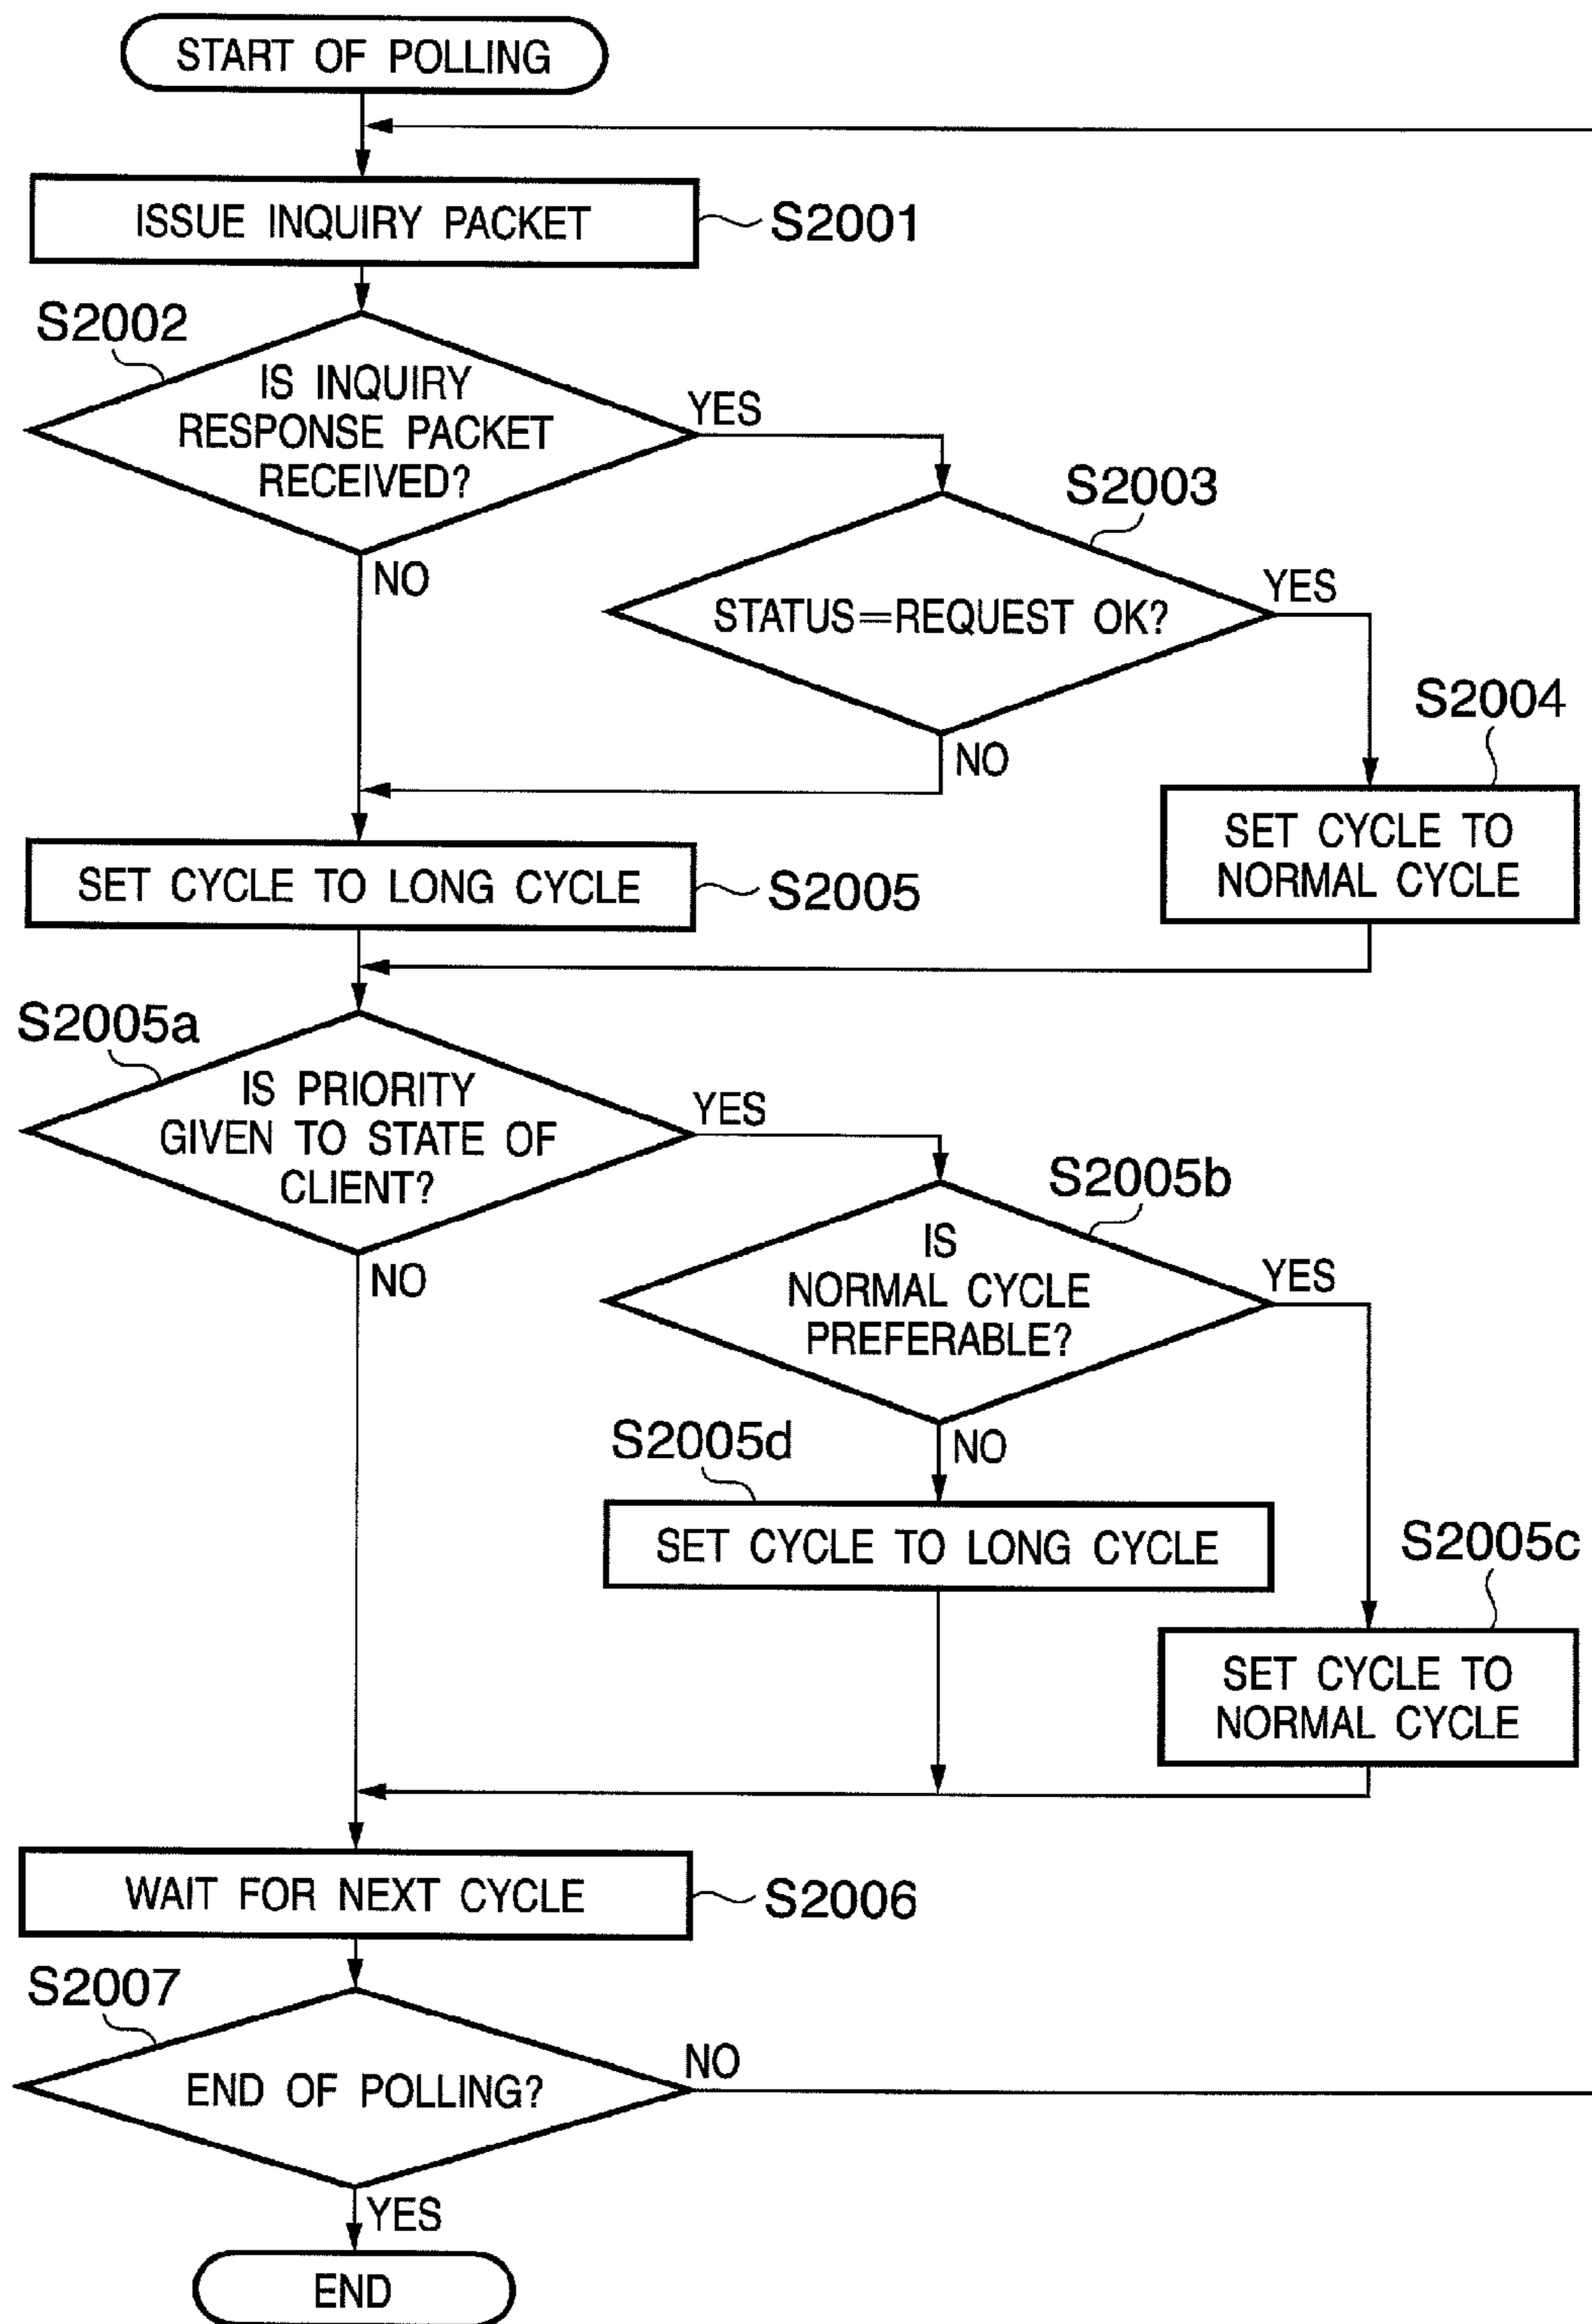 START OF POLLING
ISSUE INQUIRY PACKET
S2001
S2002
IS INQUIRY
RESPONSE PACKET
RECEIVED?
YES
NO
S2003
STATUS=REQUEST OK?
YES
NO
S2004
SET CYCLE TO
NORMAL CYCLE
SET CYCLE TO LONG CYCLE
S2005
S2005a
IS PRIORITY
GIVEN TO STATE OF
CLIENT?
YES
NO
S2005b
IS
NORMAL CYCLE
PREFERABLE?
YES
NO
S2005d
SET CYCLE TO LONG CYCLE
S2005c
SET CYCLE TO
NORMAL CYCLE
WAIT FOR NEXT CYCLE
S2006
S2007
END OF POLLING?
NO
YES
END